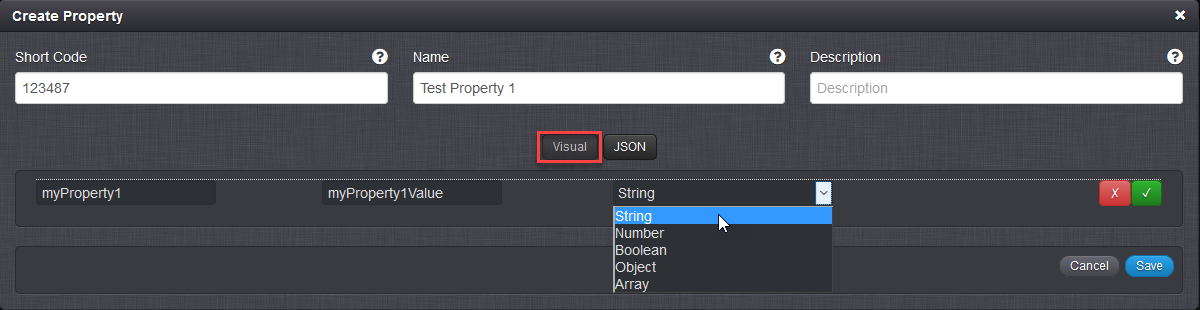 Create Property ×
Short Code ? Name ? Description ?
123487 Test Property 1 Description
Visual JSON
myProperty1 myProperty1Value String X ✓
String
Number
Boolean
Object
Cancel Save
Array